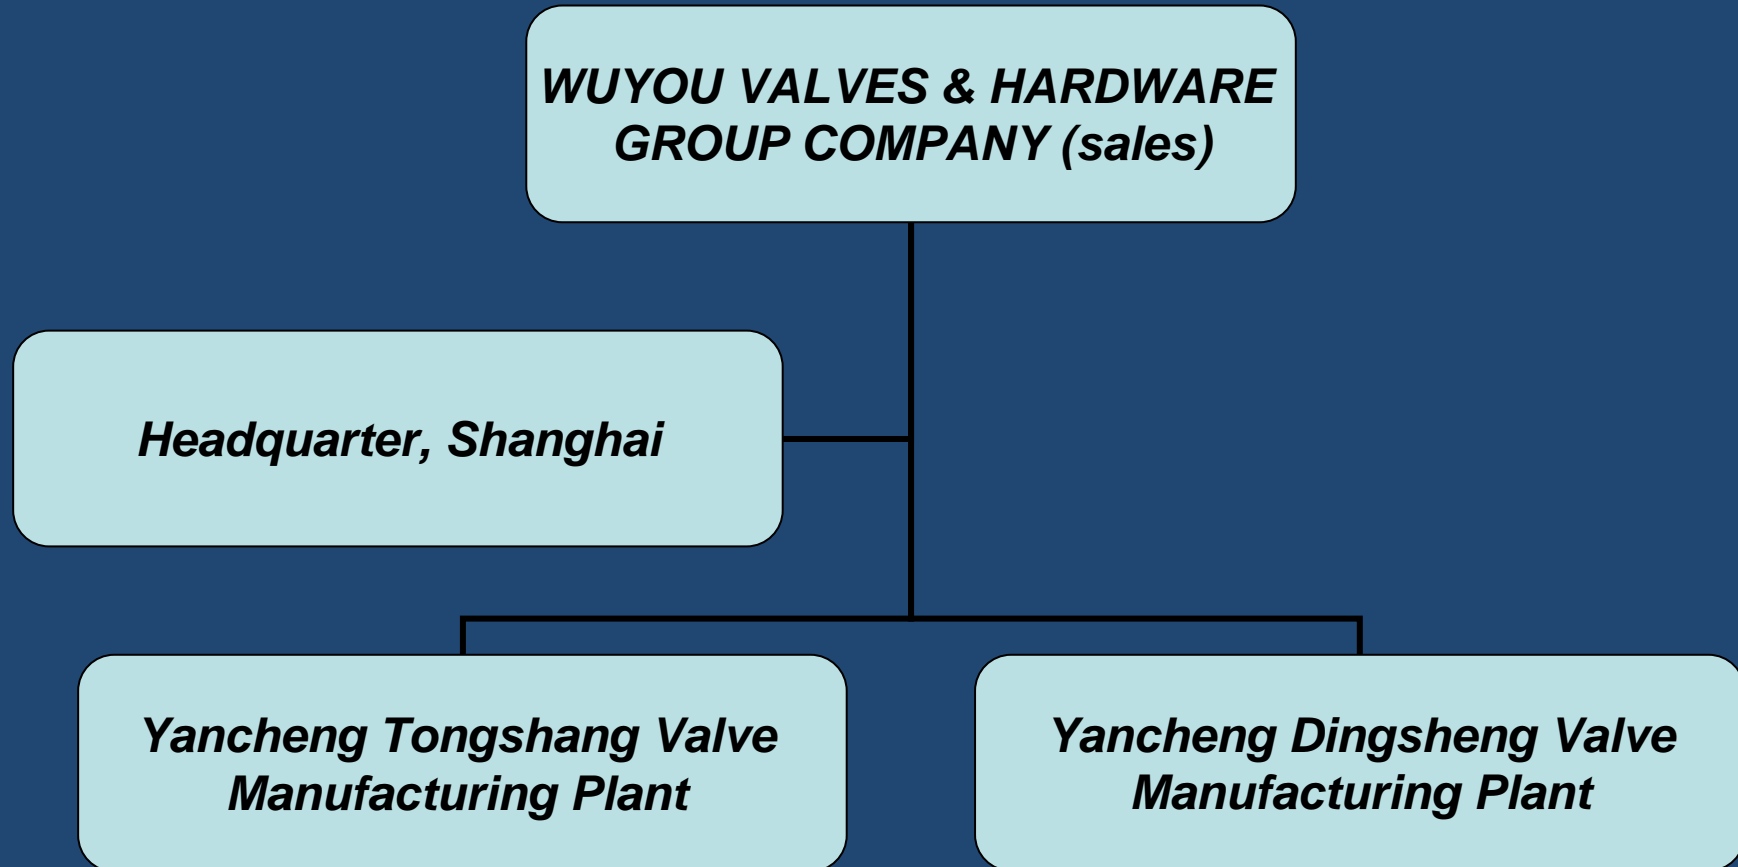 WUYOU VALVES & HARDWARE
GROUP COMPANY (sales)
Headquarter, Shanghai
Yancheng Tongshang Valve
Manufacturing Plant
Yancheng Dingsheng Valve
Manufacturing Plant